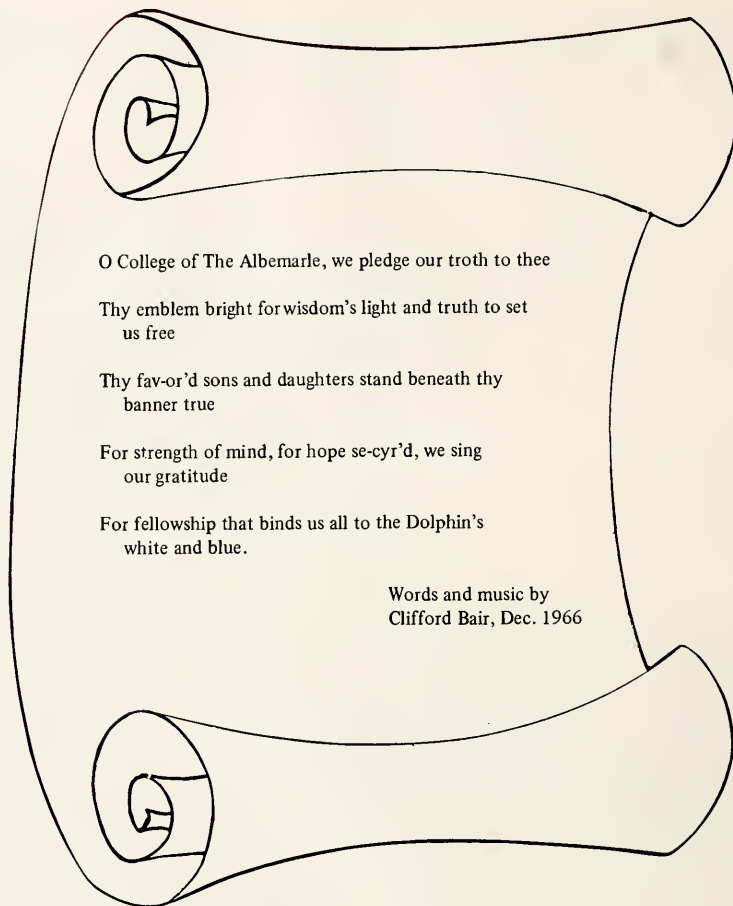 O College of The Albemarle, we pledge our troth to thee
Thy emblem bright forwisdom's light and truth to set
us free
Thy fav-or'd sons and daughters stand beneath thy
banner true
For strength of mind, for hope se-cyr'd, we sing
our gratitude
For fellowship that binds us all to the Dolphin's
white and blue.
Words and music by
Clifford Bair, Dec. 1966